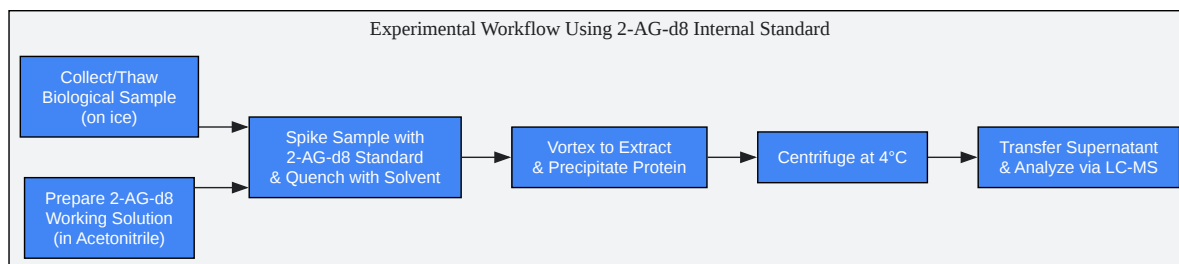 Experimental Workflow Using 2-AG-d8 Internal Standard
Collect/Thaw
Biological Sample
(on ice)
Prepare 2-AG-d8
Working Solution
(in Acetonitrile)
Spike Sample with
2-AG-d8 Standard
& Quench with Solvent
Vortex to Extract
& Precipitate Protein
Centrifuge at 4°C
Transfer Supernatant
& Analyze via LC-MS